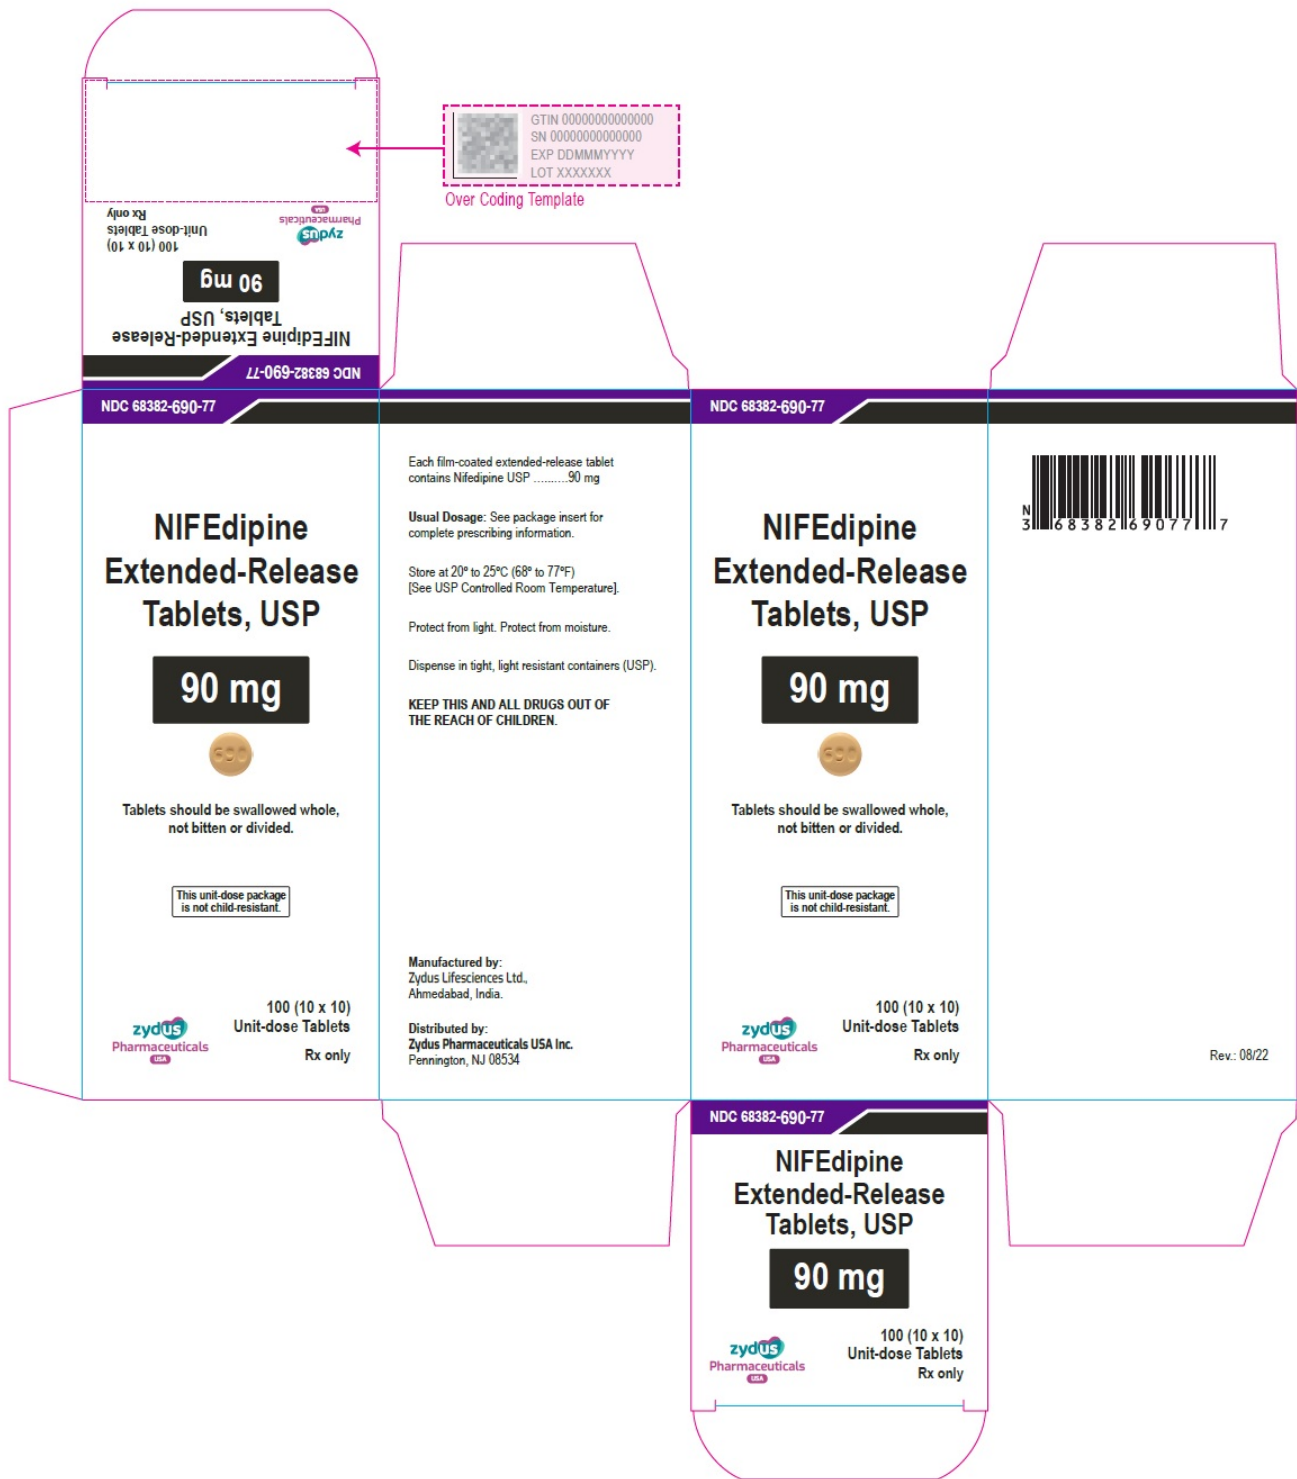 GTIN 00000000000000
SN 00000000000000
EXP DDMMMYYYY
LOT XXXXXXX
Over Coding Template
NDC 68382-690-77
NIFEdipine Extended-Release
Tablets, USP
90 mg
100 (10 x 10)
Unit-dose Tablets
Rx only
zydus
Pharmaceuticals
USA
NDC 68382-690-77
NIFEdipine
Extended-Release
Tablets, USP
90 mg
690
Tablets should be swallowed whole,
not bitten or divided.
This unit-dose package
is not child-resistant.
100 (10 x 10)
Unit-dose Tablets
Rx only
zydus
Pharmaceuticals
USA
Each film-coated extended-release tablet
contains Nifedipine USP ..........90 mg
Usual Dosage: See package insert for
complete prescribing information.
Store at 20° to 25°C (68° to 77°F)
[See USP Controlled Room Temperature].
Protect from light. Protect from moisture.
Dispense in tight, light resistant containers (USP).
KEEP THIS AND ALL DRUGS OUT OF
THE REACH OF CHILDREN.
Manufactured by:
Zydus Lifesciences Ltd.,
Ahmedabad, India.
Distributed by:
Zydus Pharmaceuticals USA Inc.
Pennington, NJ 08534
NDC 68382-690-77
NIFEdipine
Extended-Release
Tablets, USP
90 mg
690
Tablets should be swallowed whole,
not bitten or divided.
This unit-dose package
is not child-resistant.
100 (10 x 10)
Unit-dose Tablets
Rx only
zydus
Pharmaceuticals
USA
N
3 68382 69077 7
Rev.: 08/22
NDC 68382-690-77
NIFEdipine
Extended-Release
Tablets, USP
90 mg
100 (10 x 10)
Unit-dose Tablets
Rx only
zydus
Pharmaceuticals
USA